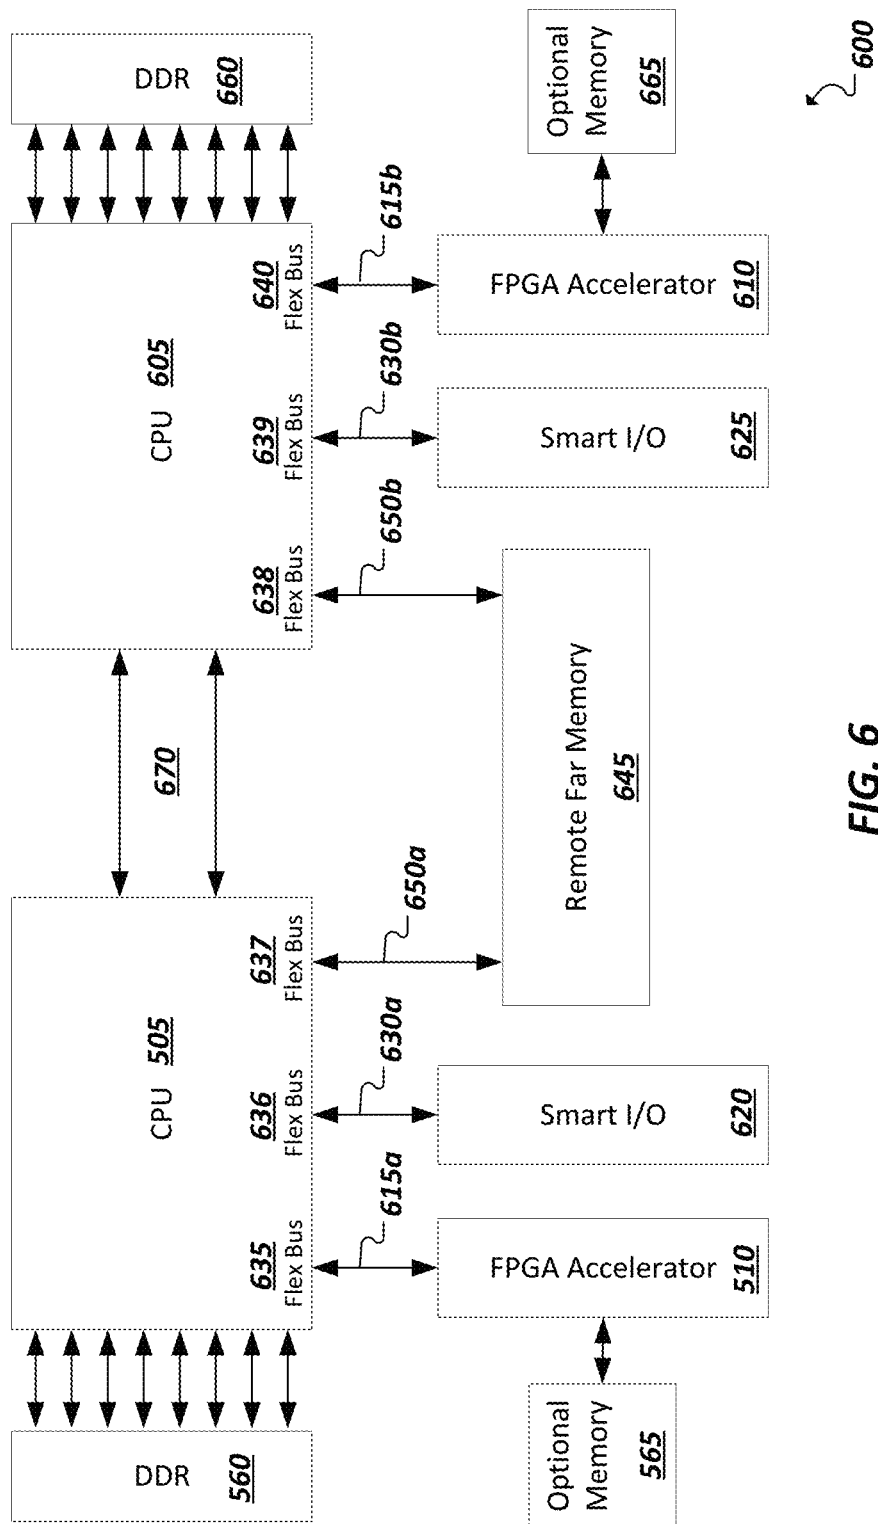 DDR
560
CPU
505
670
CPU
605
DDR
660
635
Flex Bus
636
Flex Bus
637
Flex Bus
638
Flex Bus
639
Flex Bus
640
Flex Bus
615a
630a
650a
650b
630b
615b
Optional
Memory
565
FPGA Accelerator
510
Smart I/O
620
Remote Far Memory
645
Smart I/O
625
FPGA Accelerator
610
Optional
Memory
665
600
FIG. 6